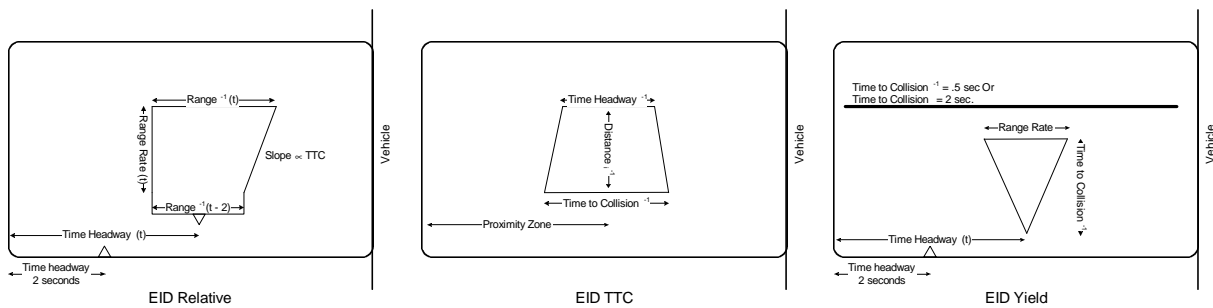 Range ⁻¹ (t)
Range Rate (t)
Slope ∝ TTC
Range ⁻¹(t - 2)
Time Headway (t)
Time headway
2 seconds
Vehicle
EID Relative
Time Headway ⁻¹
Distance ⁻¹
Time to Collision ⁻¹
Proximity Zone
Vehicle
EID TTC
Time to Collision ⁻¹ = .5 sec Or
Time to Collision = 2 sec.
Range Rate
Time to Collision ⁻¹
Time Headway (t)
Time headway
2 seconds
Vehicle
EID Yield